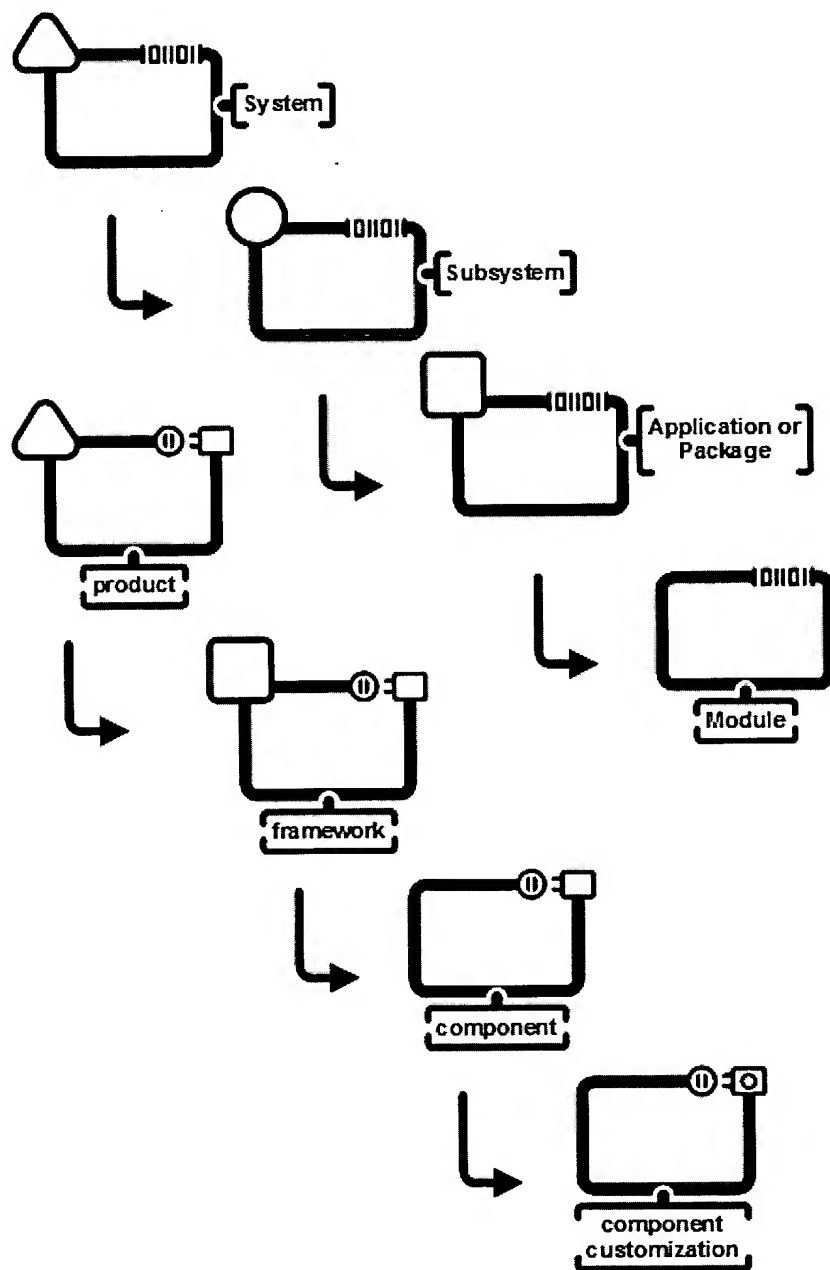 System
Subsystem
Application or
Package
product
Module
framework
component
component
customization